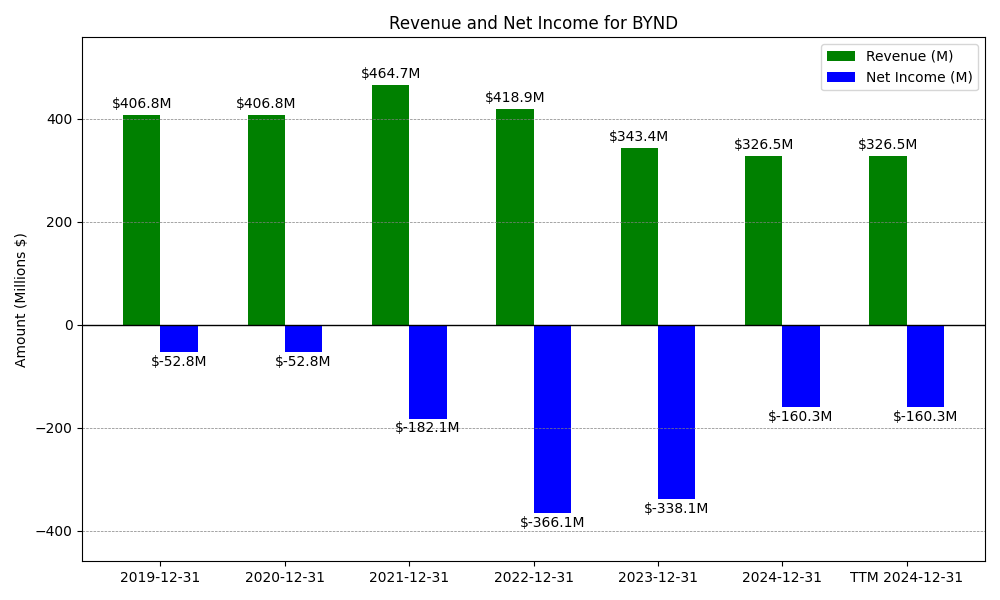 Revenue and Net Income for BYND
Revenue (M)
Net Income (M)
Amount (Millions $)
400
200
0
−200
−400
$406.8M
$406.8M
$464.7M
$418.9M
$343.4M
$326.5M
$326.5M
$-52.8M
$-52.8M
$-182.1M
$-366.1M
$-338.1M
$-160.3M
$-160.3M
2019-12-31
2020-12-31
2021-12-31
2022-12-31
2023-12-31
2024-12-31
TTM 2024-12-31